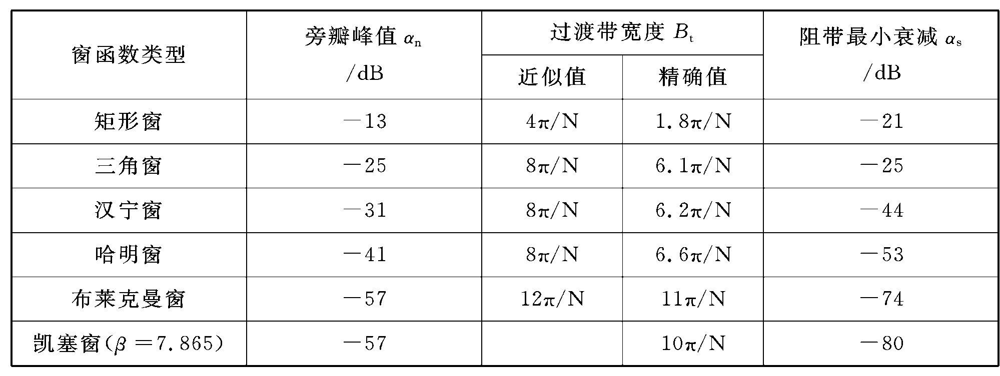 窗函数类型 旁瓣峰值 αn /dB 过渡带宽度 Bt 阻带最小衰减 αs /dB
近似值 精确值
矩形窗 −13 4π/N 1.8π/N −21
三角窗 −25 8π/N 6.1π/N −25
汉宁窗 −31 8π/N 6.2π/N −44
哈明窗 −41 8π/N 6.6π/N −53
布莱克曼窗 −57 12π/N 11π/N −74
凯塞窗(β=7.865) −57 10π/N −80